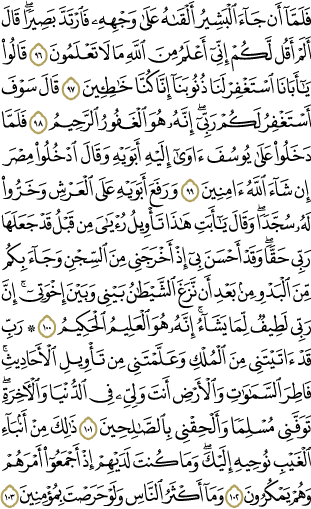 فَلَمَّآ أَن جَآءَ ٱلْبَشِيرُ أَلْقَىٰهُ عَلَىٰ وَجْهِهِۦ فَٱرْتَدَّ بَصِيرًا ۖ قَالَ
أَلَمْ أَقُل لَّكُمْ إِنِّىٓ أَعْلَمُ مِنَ ٱللَّهِ مَا لَا تَعْلَمُونَ ٩٦ قَالُوا۟
يَـٰٓأَبَانَا ٱسْتَغْفِرْ لَنَا ذُنُوبَنَآ إِنَّا كُنَّا خَـٰطِـِٔينَ ٩٧ قَالَ سَوْفَ
أَسْتَغْفِرُ لَكُمْ رَبِّىٓ ۖ إِنَّهُۥ هُوَ ٱلْغَفُورُ ٱلرَّحِيمُ ٩٨ فَلَمَّا
دَخَلُوا۟ عَلَىٰ يُوسُفَ ءَاوَىٰٓ إِلَيْهِ أَبَوَيْهِ وَقَالَ ٱدْخُلُوا۟ مِصْرَ
إِن شَآءَ ٱللَّهُ ءَامِنِينَ ٩٩ وَرَفَعَ أَبَوَيْهِ عَلَى ٱلْعَرْشِ وَخَرُّوا۟
لَهُۥ سُجَّدًا ۖ وَقَالَ يَـٰٓأَبَتِ هَـٰذَا تَأْوِيلُ رُءْيَـٰىَ مِن قَبْلُ قَدْ جَعَلَهَا
رَبِّى حَقًّا ۖ وَقَدْ أَحْسَنَ بِىٓ إِذْ أَخْرَجَنِى مِنَ ٱلسِّجْنِ وَجَآءَ بِكُم
مِّنَ ٱلْبَدْوِ مِنۢ بَعْدِ أَن نَّزَغَ ٱلشَّيْطَـٰنُ بَيْنِى وَبَيْنَ إِخْوَتِىٓ ۚ إِنَّ
رَبِّى لَطِيفٌ لِّمَا يَشَآءُ ۚ إِنَّهُۥ هُوَ ٱلْعَلِيمُ ٱلْحَكِيمُ ١٠٠ ۞ رَبِّ
قَدْ ءَاتَيْتَنِى مِنَ ٱلْمُلْكِ وَعَلَّمْتَنِى مِن تَأْوِيلِ ٱلْأَحَادِيثِ ۚ
فَاطِرَ ٱلسَّمَـٰوَٰتِ وَٱلْأَرْضِ أَنتَ وَلِىِّۦ فِى ٱلدُّنْيَا وَٱلْـَٔاخِرَةِ ۖ
تَوَفَّنِى مُسْلِمًا وَأَلْحِقْنِى بِٱلصَّـٰلِحِينَ ١٠١ ذَٰلِكَ مِنْ أَنۢبَآءِ
ٱلْغَيْبِ نُوحِيهِ إِلَيْكَ ۖ وَمَا كُنتَ لَدَيْهِمْ إِذْ أَجْمَعُوٓا۟ أَمْرَهُمْ
وَهُمْ يَمْكُرُونَ ١٠٢ وَمَآ أَكْثَرُ ٱلنَّاسِ وَلَوْ حَرَصْتَ بِمُؤْمِنِينَ ١٠٣